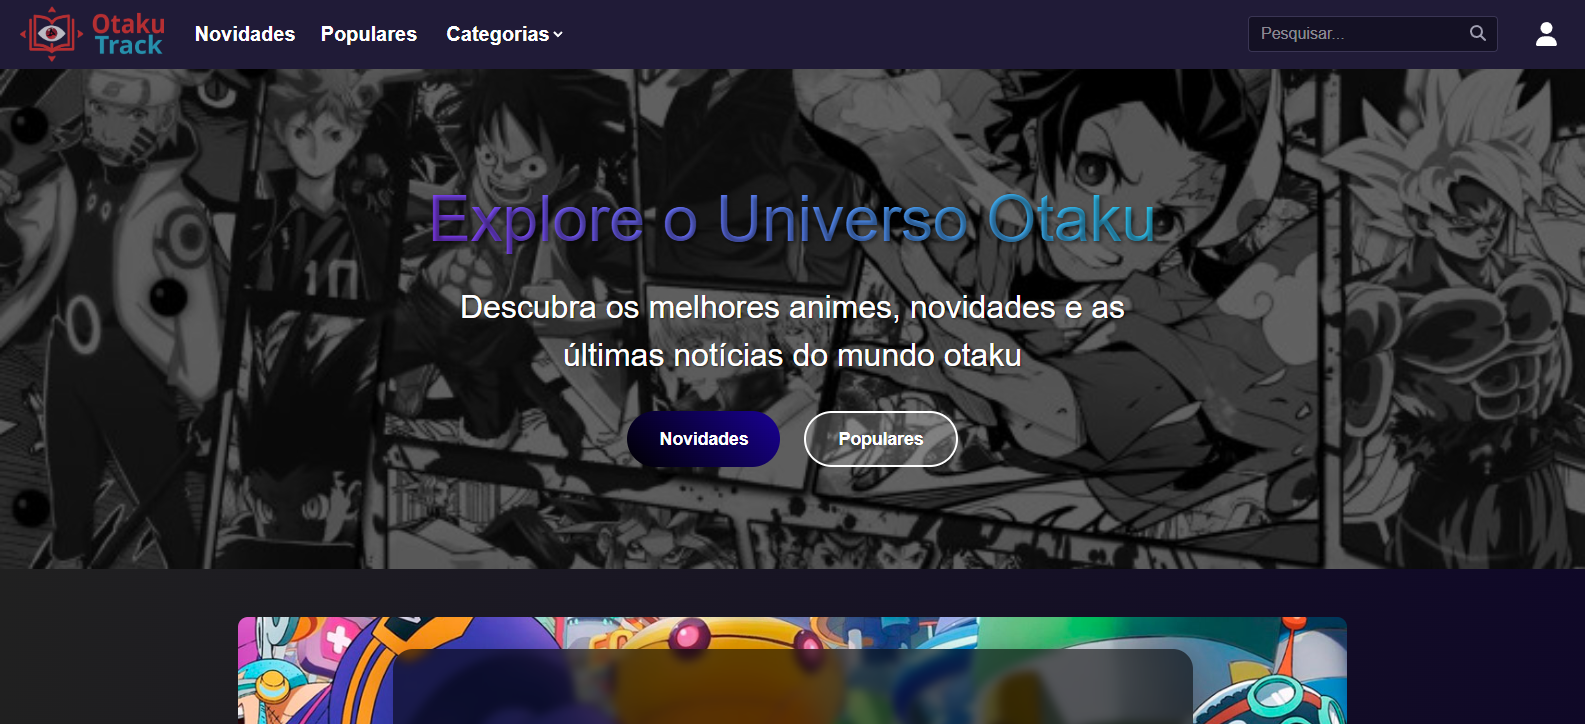 Otaku
Track
Novidades
Populares
Categorias
Pesquisar...
Explore o Universo Otaku
Descubra os melhores animes, novidades e as
últimas notícias do mundo otaku
Novidades
Populares
10